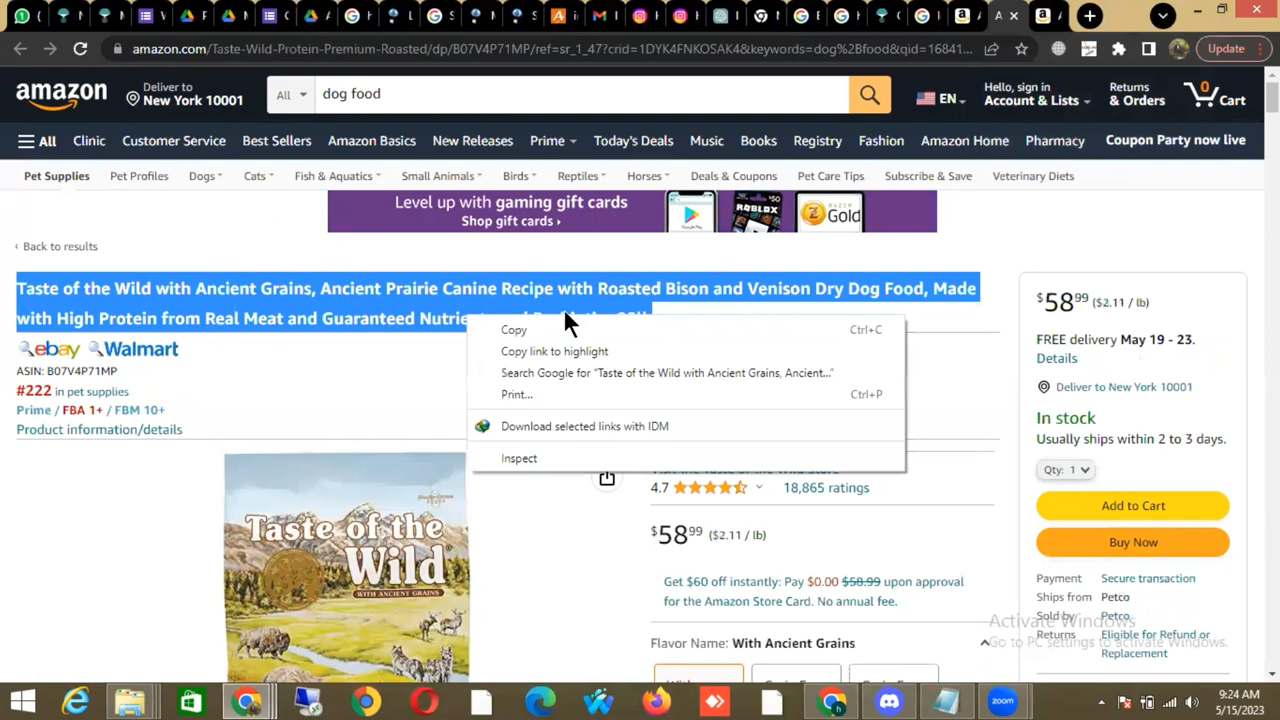 W
G
G
S
G
G
G
a
A
a
amazon.com/Taste-Wild-Protein-Premium-Roasted/dp/B07V4P71MP/ref=sr_1_47?crid=1DYK4FNKOSAK4&keywords=dog%2Bfood&qid=16841...
Update
amazon
Deliver to
New York 10001
All
dog food
EN
Hello, sign in
Account & Lists
Returns
& Orders
0
Cart
All
Clinic
Customer Service
Best Sellers
Amazon Basics
New Releases
Prime
Today's Deals
Music
Books
Registry
Fashion
Amazon Home
Pharmacy
Coupon Party now live
Pet Supplies
Pet Profiles
Dogs
Cats
Fish & Aquatics
Small Animals
Birds
Reptiles
Horses
Deals & Coupons
Pet Care Tips
Subscribe & Save
Veterinary Diets
Level up with gaming gift cards
Shop gift cards ›
$50
ROBLOX
RAZER
Gold
‹ Back to results
Taste of the Wild with Ancient Grains, Ancient Prairie Canine Recipe with Roasted Bison and Venison Dry Dog Food, Made
with High Protein from Real Meat and Guaranteed
ebay
Walmart
ASIN: B07V4P71MP
#222 in pet supplies
Prime / FBA 1+ / FBM 10+
Product information/details
Copy Ctrl+C
Copy link to highlight
Search Google for "Taste of the Wild with Ancient Grains, Ancient..."
Print... Ctrl+P
Download selected links with IDM
Inspect
Taste of the
Wild
WITH ANCIENT GRAINS
4.7
18,865 ratings
$58.99 ($2.11 / lb)
Get $60 off instantly: Pay $0.00 $58.99 upon approval
for the Amazon Store Card. No annual fee.
Flavor Name: With Ancient Grains
$58.99 ($2.11 / lb)
FREE delivery May 19 - 23.
Details
Deliver to New York 10001
In stock
Usually ships within 2 to 3 days.
Qty: 1
Add to Cart
Buy Now
Payment Secure transaction
Ships from Petco
Sold by Petco
Returns Eligible for Refund or
Replacement
Activate Windows
Go to PC settings to activate Windows.
zoom
9:24 AM
5/15/2023